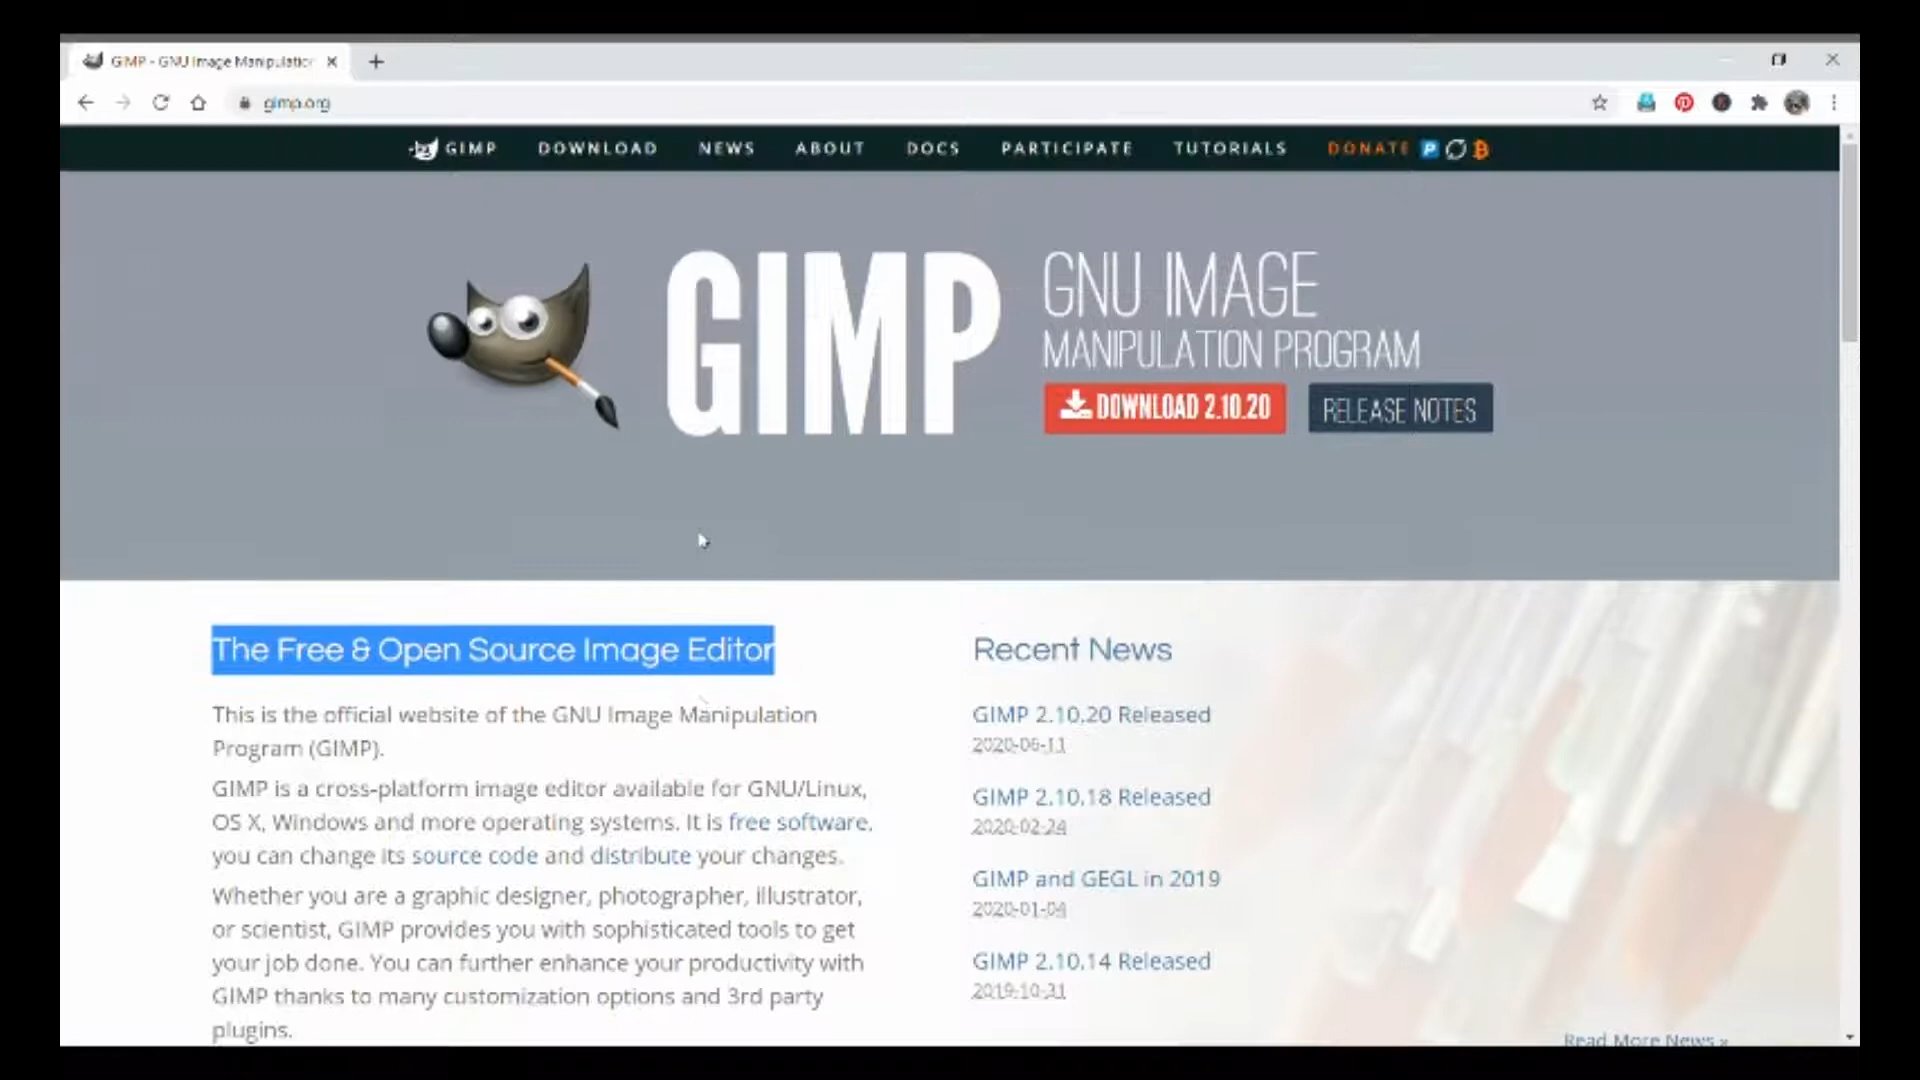 GIMP - GNU Image Manipulation
gimp.org
GIMP DOWNLOAD NEWS ABOUT DOCS PARTICIPATE TUTORIALS DONATE
GIMP
GNU IMAGE
MANIPULATION PROGRAM
DOWNLOAD 2.10.20 RELEASE NOTES
The Free & Open Source Image Editor
This is the official website of the GNU Image Manipulation
Program (GIMP).
GIMP is a cross-platform image editor available for GNU/Linux,
OS X, Windows and more operating systems. It is free software,
you can change its source code and distribute your changes.
Whether you are a graphic designer, photographer, illustrator,
or scientist, GIMP provides you with sophisticated tools to get
your job done. You can further enhance your productivity with
GIMP thanks to many customization options and 3rd party
plugins.
Recent News
GIMP 2.10.20 Released
2020-06-11
GIMP 2.10.18 Released
2020-02-24
GIMP and GEGL in 2019
2020-01-04
GIMP 2.10.14 Released
2019-10-31
Read More News »